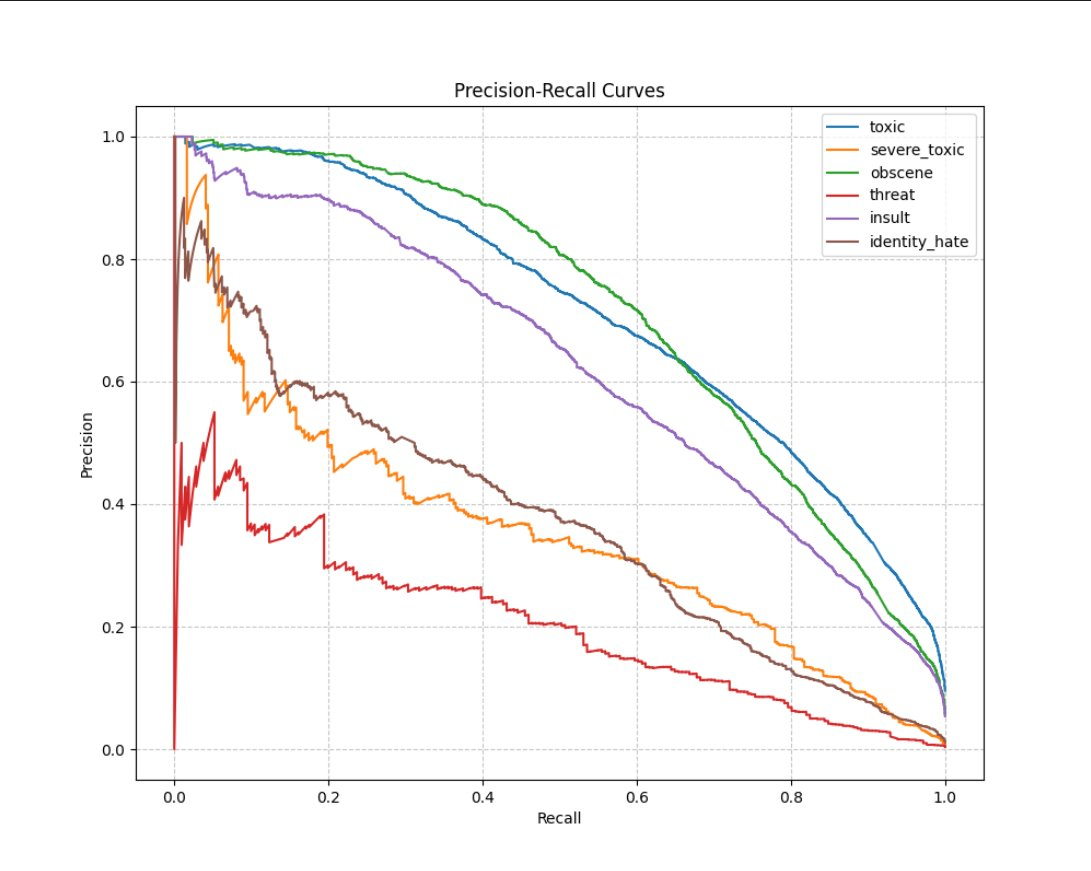 Precision-Recall Curves
toxic
severe_toxic
obscene
threat
insult
identity_hate
1.0
0.8
0.6
0.4
0.2
0.0
Precision
0.0 0.2 0.4 0.6 0.8 1.0
Recall